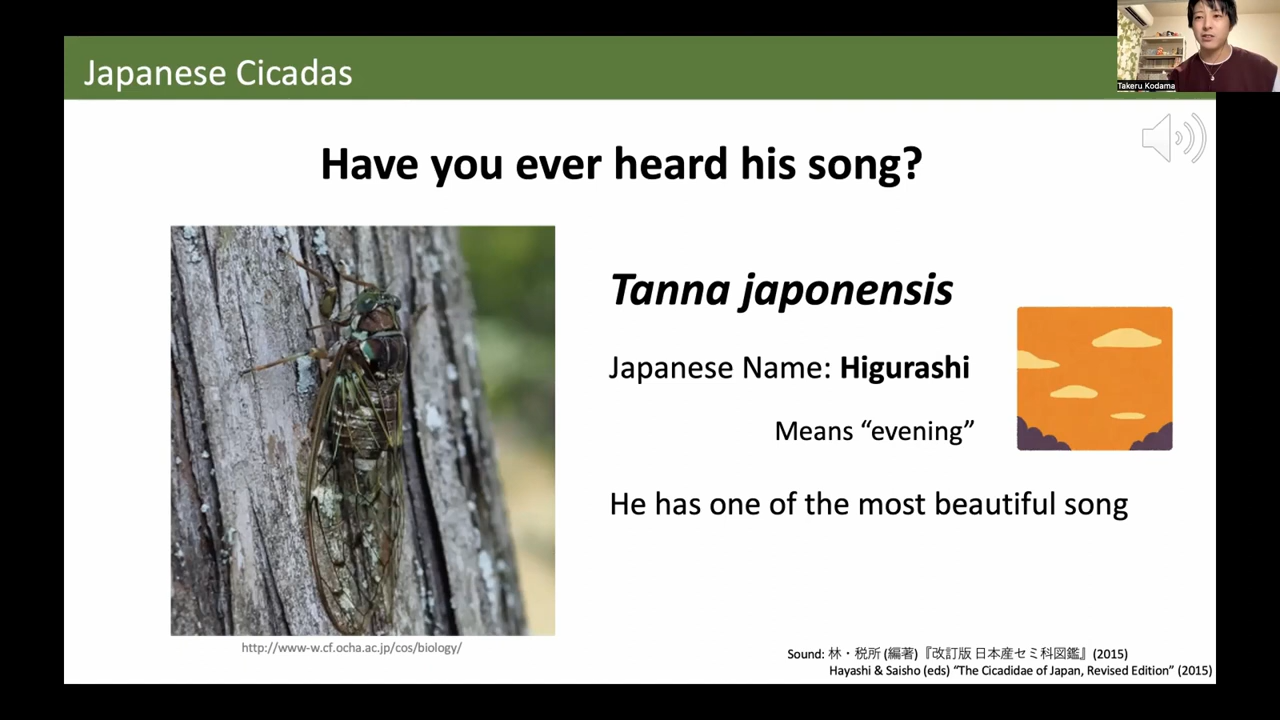 Japanese Cicadas
Takeru Kodama
Have you ever heard his song?
Tanna japonensis
Japanese Name: Higurashi
Means “evening”
He has one of the most beautiful song
http://www-w.cf.ocha.ac.jp/cos/biology/
Sound: 林・税所 (編著)『改訂版 日本産セミ科図鑑』(2015)
Hayashi & Saisho (eds) “The Cicadidae of Japan, Revised Edition” (2015)